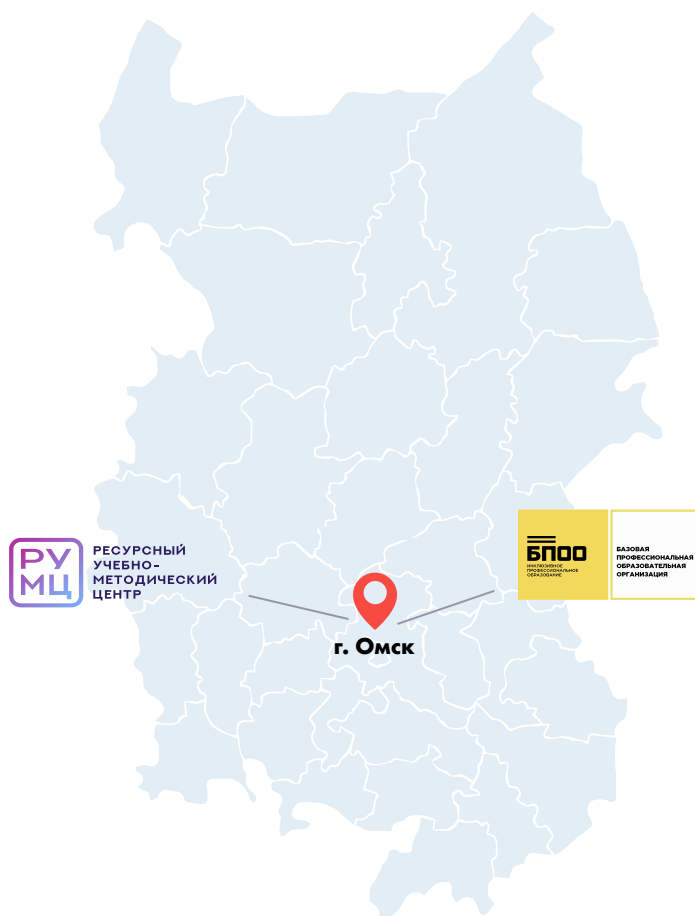 РУ
МЦ
РЕСУРСНЫЙ
УЧЕБНО-
МЕТОДИЧЕСКИЙ
ЦЕНТР
БПОО
ИНКЛЮЗИВНОЕ
ПРОФЕССИОНАЛЬНОЕ
ОБРАЗОВАНИЕ
БАЗОВАЯ
ПРОФЕССИОНАЛЬНАЯ
ОБРАЗОВАТЕЛЬНАЯ
ОРГАНИЗАЦИЯ
г. Омск